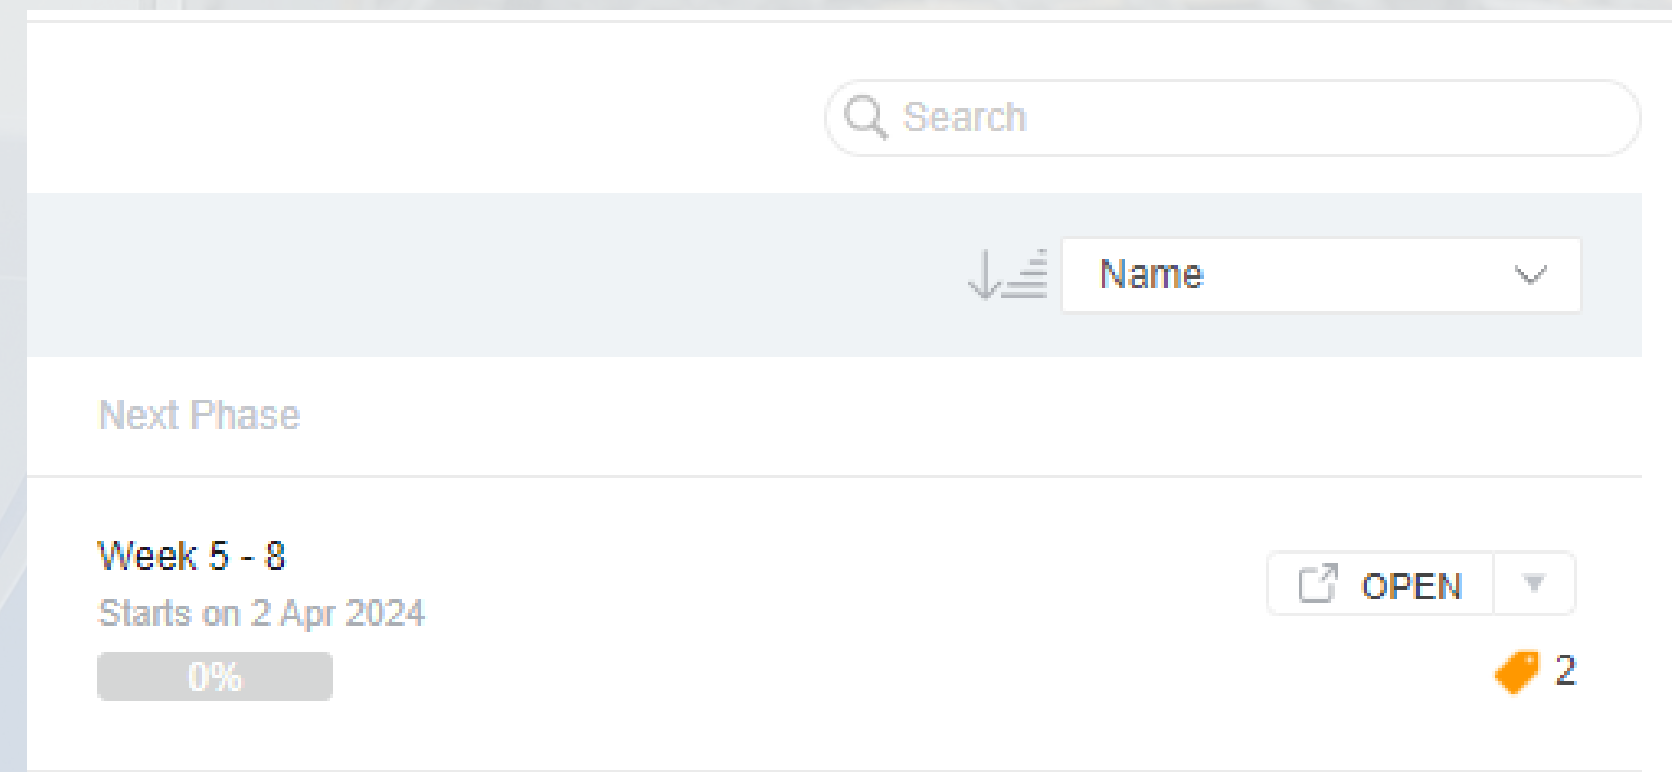 Search
Name
Next Phase
Week 5 - 8
Starts on 2 Apr 2024
OPEN
0%
2